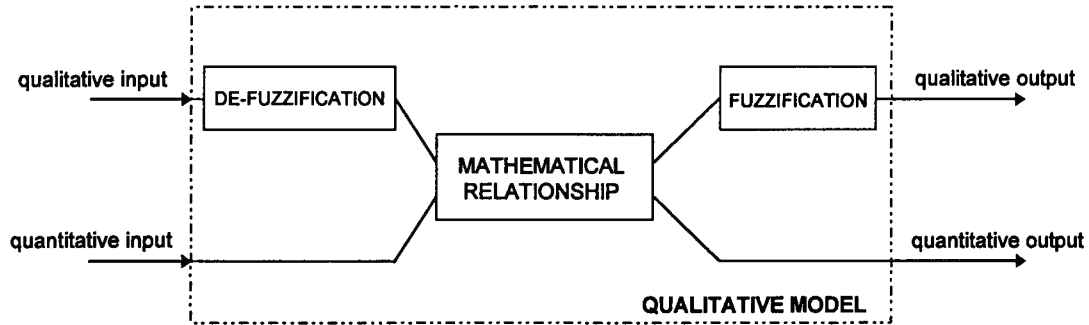 qualitative input
DE-FUZZIFICATION
FUZZIFICATION
qualitative output
MATHEMATICAL
RELATIONSHIP
quantitative input
quantitative output
QUALITATIVE MODEL